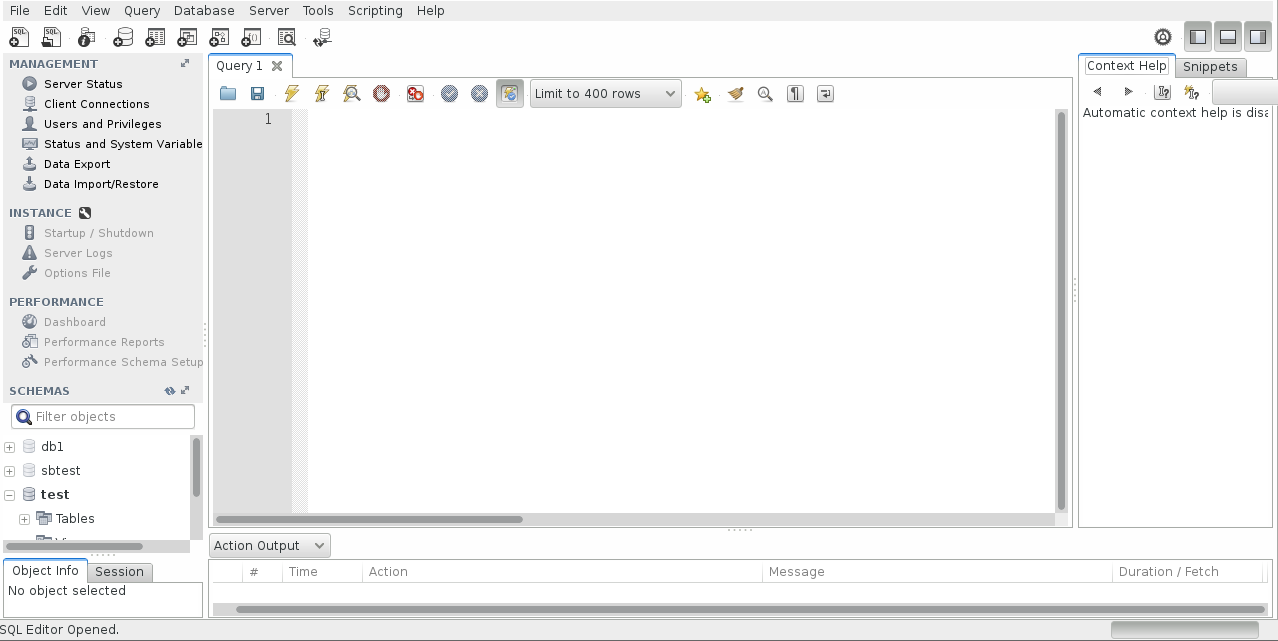 File Edit View Query Database Server Tools Scripting Help
SQL SQL
MANAGEMENT
Server Status
Client Connections
Users and Privileges
Status and System Variable
Data Export
Data Import/Restore
INSTANCE
Startup / Shutdown
Server Logs
Options File
PERFORMANCE
Dashboard
Performance Reports
Performance Schema Setup
SCHEMAS
Filter objects
db1
sbtest
test
Tables
Object Info Session
No object selected
Query 1
Limit to 400 rows
1
Context Help Snippets
Automatic context help is disa
Action Output
# Time Action Message Duration / Fetch
SQL Editor Opened.